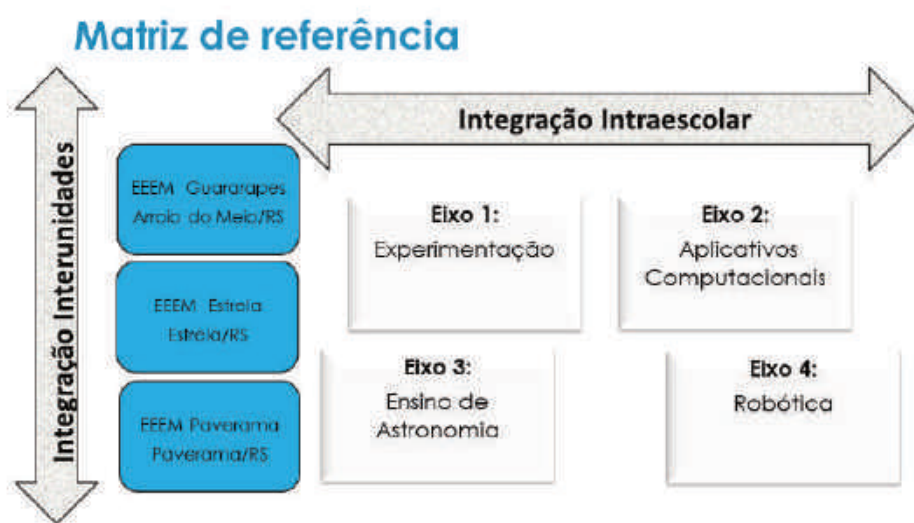 Matriz de referência
Integração Intraescolar
Integração Interunidades
EEEM Guararapes
Arroio do Meio/RS
EEEM Estrela
Estrela/RS
EEEM Paverama
Paverama/RS
Eixo 1:
Experimentação
Eixo 2:
Aplicativos
Computacionais
Eixo 3:
Ensino de
Astronomia
Eixo 4:
Robótica